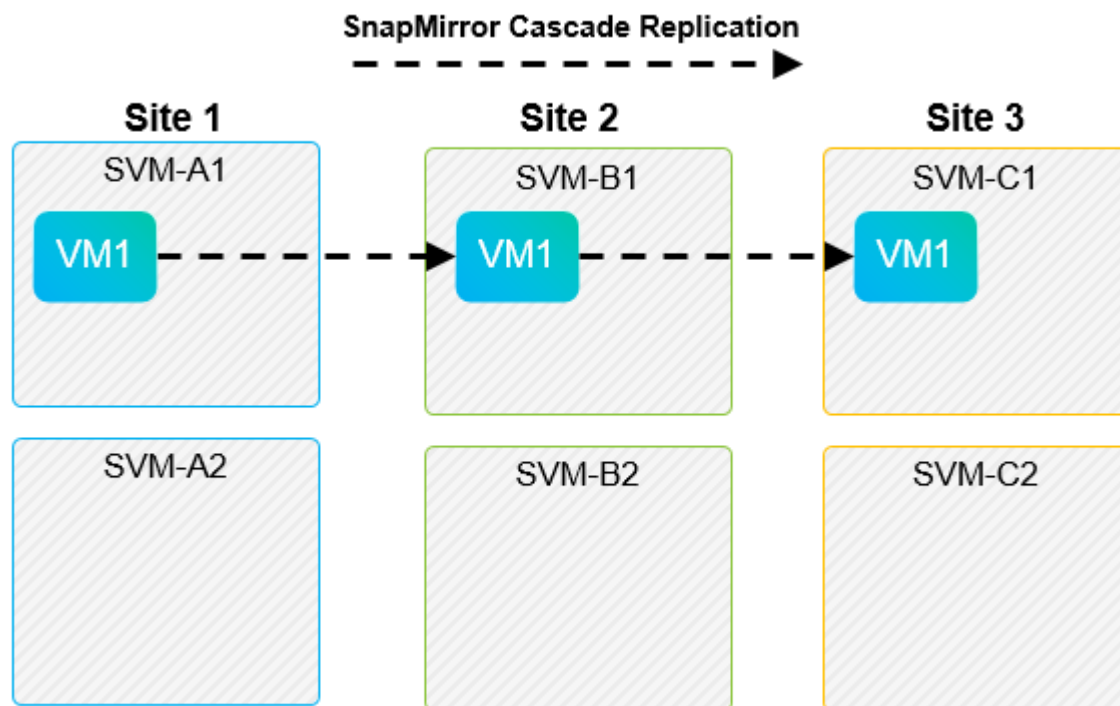 SnapMirror Cascade Replication
Site 1
Site 2
Site 3
SVM-A1
SVM-B1
SVM-C1
VM1
VM1
VM1
SVM-A2
SVM-B2
SVM-C2